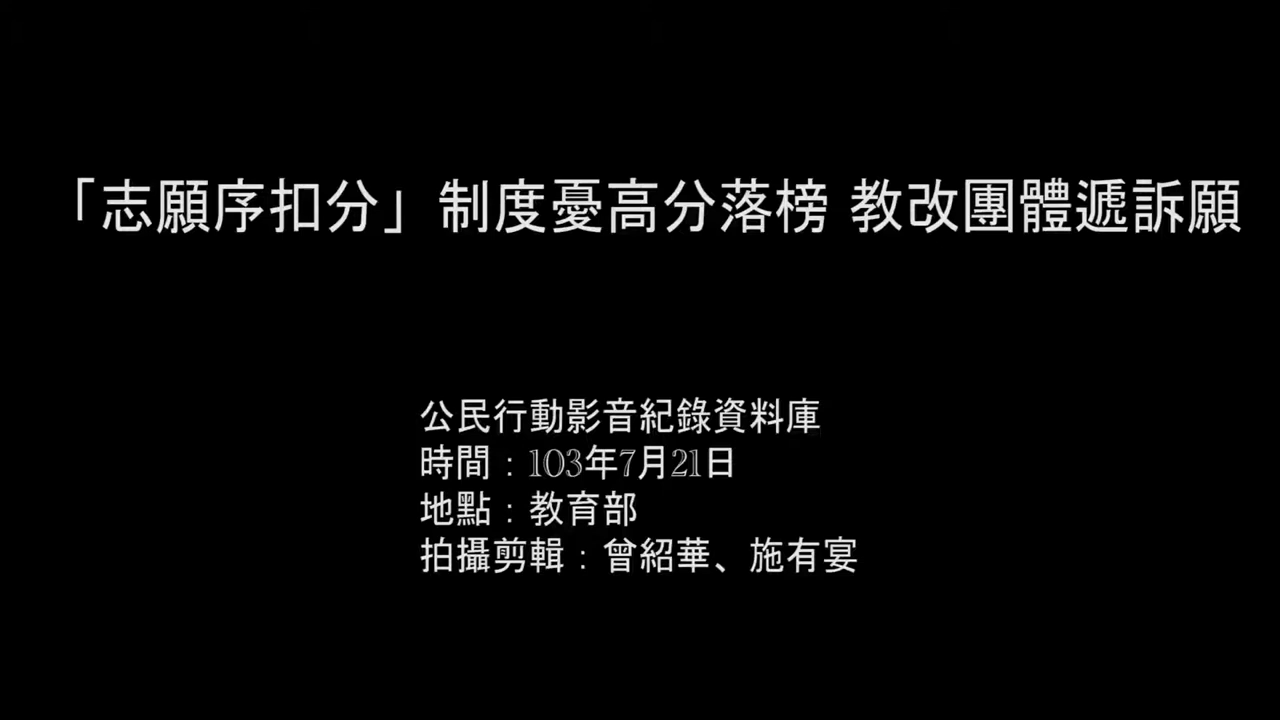 「志願序扣分」制度憂高分落榜 教改團體遞訴願
公民行動影音紀錄資料庫
時間：103年7月21日
地點：教育部
拍攝剪輯：曾紹華、施有宴